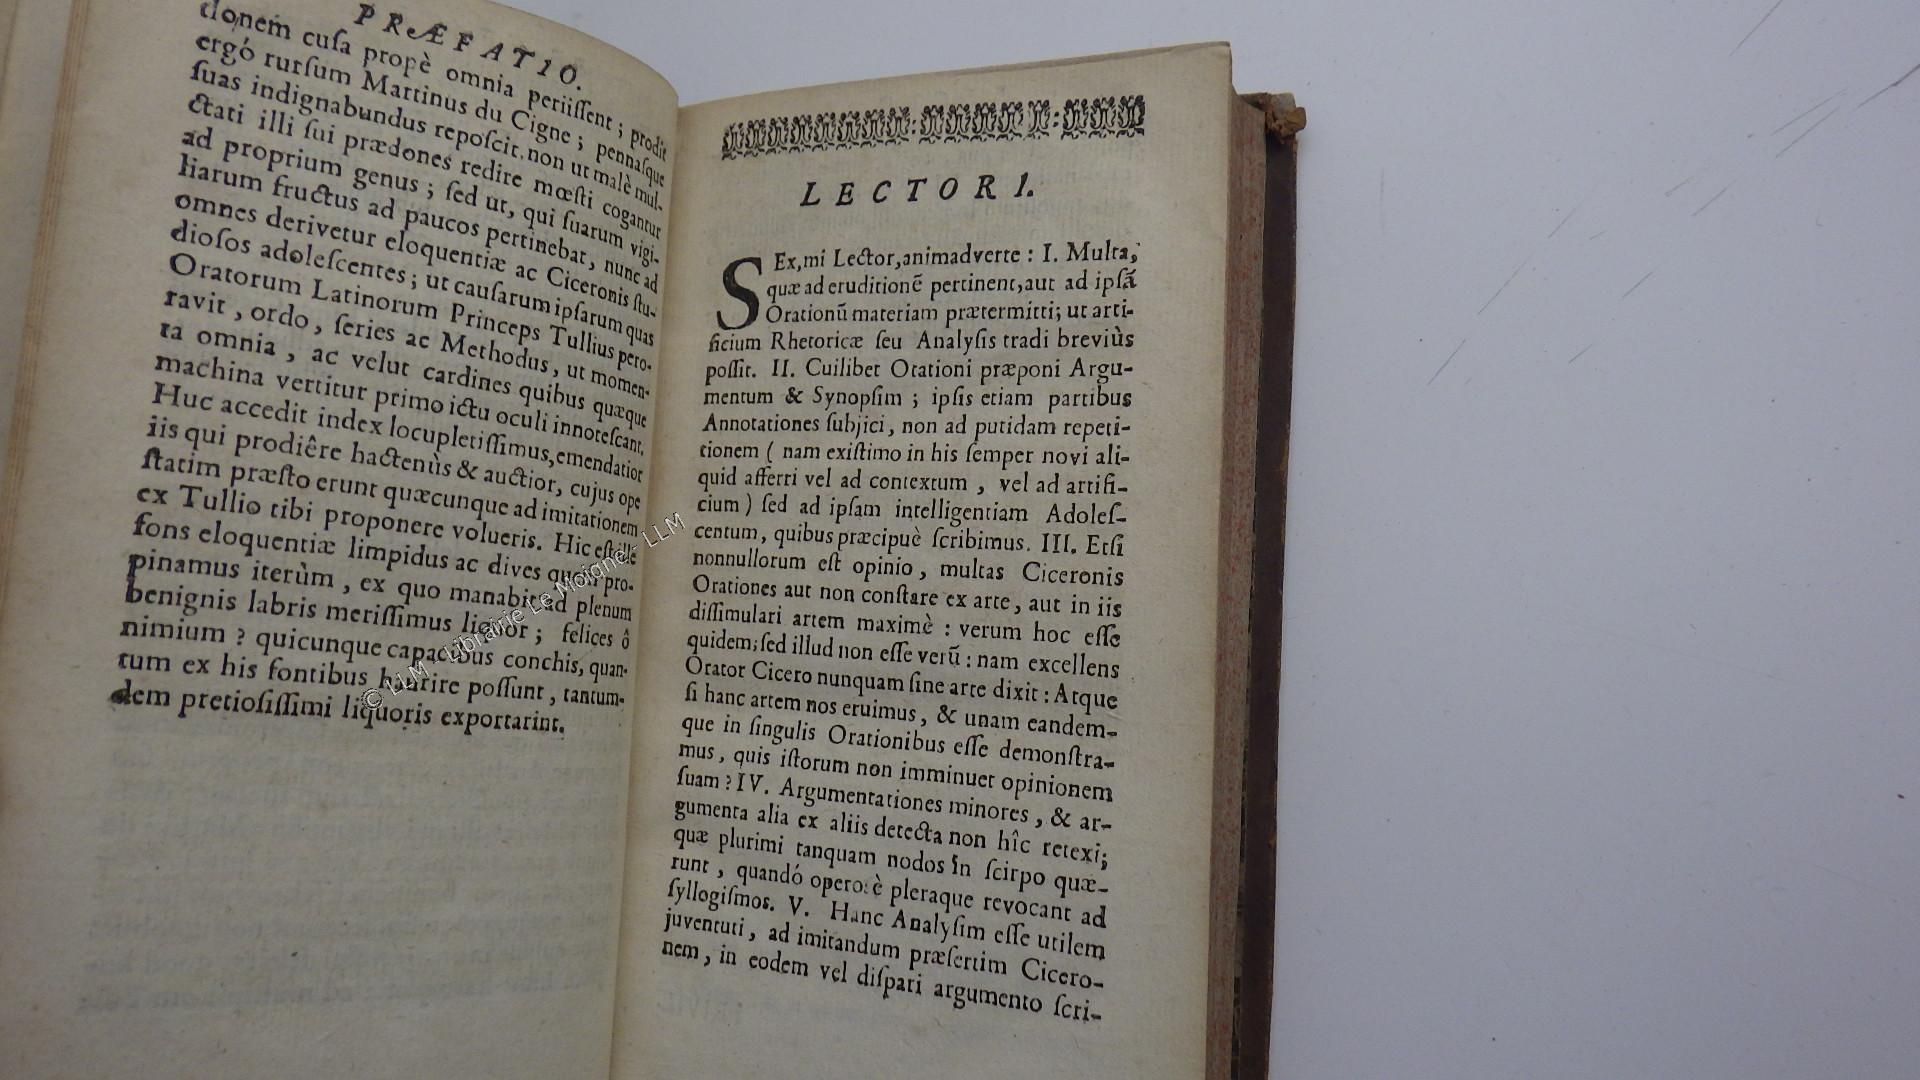 PRÆFATIO.
tionem cuſa propè omnia periiſſent ; prodit
ergó rurſum Martinus du Cigne ; pennaſque
ſuas indignabundus repoſcit, non ut malè mul-
ctati illi ſui prædones redire mœſti cogantur
ad proprium genus ; ſed ut, qui ſuarum vigi-
liarum fructus ad paucos pertinebat, nunc ad
omnes derivetur eloquentiæ ac Ciceronis ſtu-
dioſos adoleſcentes ; ut cauſarum ipſarum quas
Oratorum Latinorum Princeps Tullius pero-
ravit , ordo, ſeries ac Methodus, ut momen-
ta omnia , ac velut cardines quibus quæque
machina vertitur primo ictu oculi innoteſcant.
Huc accedit index locupletiſſimus, emendatior
iis qui prodiêre hactenùs & auctior, cujus ope
ſtatim præſto erunt quæcunque ad imitationem
ex Tullio tibi proponere volueris. Hic eſt ille
fons eloquentiæ limpidus ac dives quem pro-
pinamus iterùm , ex quo manabit ad plenum
benignis labris meriſſimus liquor ; felices ô
nimium ? quicunque capacibus conchis, quan-
tum ex his fontibus haurire poſſunt , tantum-
dem pretioſiſſimi liquoris exportarint.
LECTORI.
SEx, mi Lector, animadverte : I. Multa,
quæ ad eruditionē pertinent, aut ad ipſā
Orationū materiam prætermitti; ut arti-
ficium Rhetoricæ ſeu Analyſis tradi breviùs
poſſit. II. Cuilibet Orationi præponi Argu-
mentum & Synopſim ; ipſis etiam partibus
Annotationes ſubjici, non ad putidam repeti-
tionem ( nam exiſtimo in his ſemper novi ali-
quid afferri vel ad contextum , vel ad artifi-
cium ) ſed ad ipſam intelligentiam Adoleſ-
centum, quibus præcipuè ſcribimus. III. Etſi
nonnullorum eſt opinio, multas Ciceronis
Orationes aut non conſtare ex arte, aut in iis
diſſimulari artem maximè : verum hoc eſſe
quidem; ſed illud non eſſe verū : nam excellens
Orator Cicero nunquam ſine arte dixit : Atque
ſi hanc artem nos eruimus, & unam eandem-
que in ſingulis Orationibus eſſe demonſtra-
mus, quis iſtorum non imminuet opinionem
ſuam ? IV. Argumentationes minores, & ar-
gumenta alia ex aliis detecta non hîc retexi;
quæ plurimi tanquam nodos in ſcirpo quæ-
runt , quandó operosè pleraque revocant ad
ſyllogiſmos. V. Hanc Analyſim eſſe utilem
juventuti, ad imitandum præſertim Cicero-
nem, in eodem vel diſpari argumento ſcri-
© LLM - Librairie Le Moigne - LLM